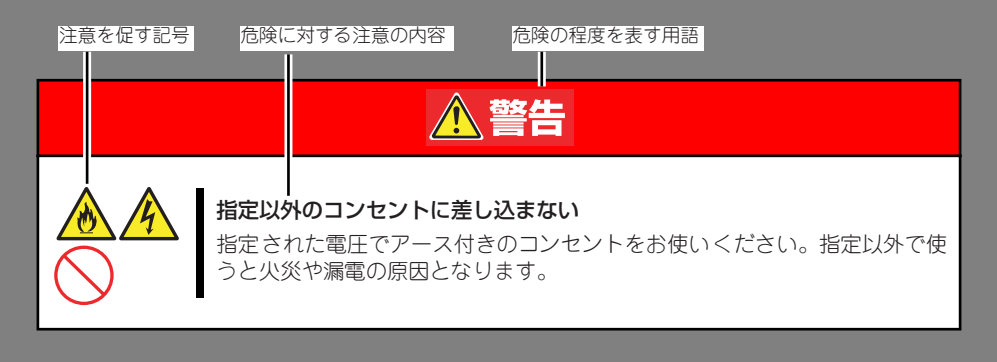 注意を促す記号
危険に対する注意の内容
危険の程度を表す用語
警告
指定以外のコンセントに差し込まない
指定された電圧でアース付きのコンセントをお使いください。指定以外で使
うと火災や漏電の原因となります。